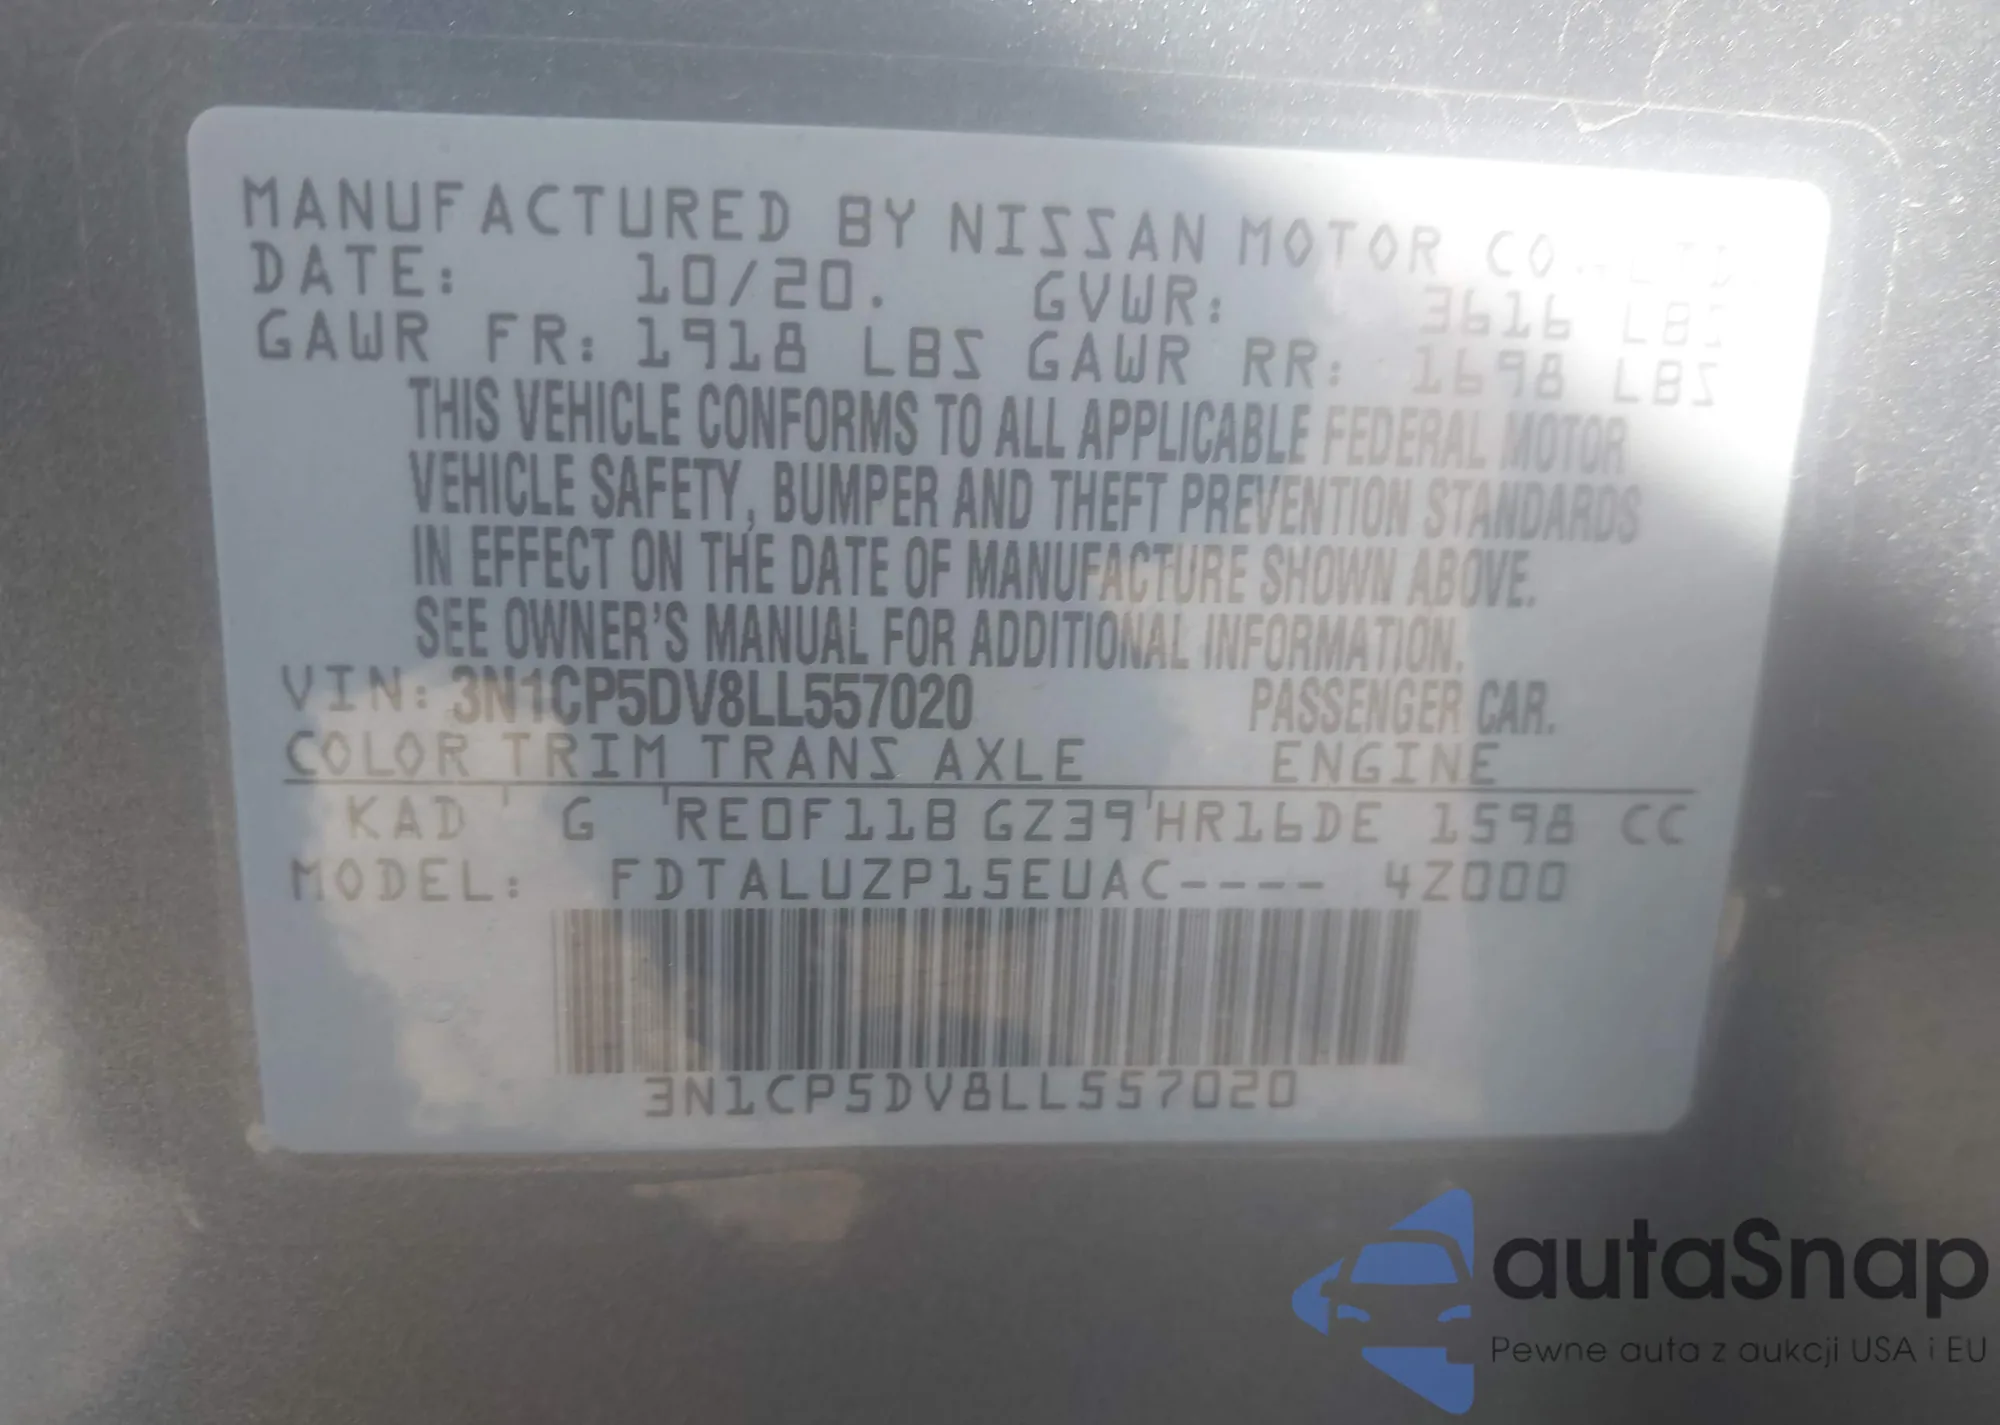 MANUFACTURED BY NISSAN MOTOR CO.,LTD
DATE: 10/20. GVWR: 3616 LBS
GAWR FR: 1918 LBS GAWR RR: 1698 LBS
THIS VEHICLE CONFORMS TO ALL APPLICABLE FEDERAL MOTOR
VEHICLE SAFETY, BUMPER AND THEFT PREVENTION STANDARDS
IN EFFECT ON THE DATE OF MANUFACTURE SHOWN ABOVE.
SEE OWNER'S MANUAL FOR ADDITIONAL INFORMATION.
VIN: 3N1CP5DV8LL557020 PASSENGER CAR.
COLOR TRIM TRANS AXLE ENGINE
KAD G RE0F11B GZ39 HR16DE 1598 CC
MODEL: FDTALUZP15EUAC---- 4Z000
3N1CP5DV8LL557020
autaSnap
Pewne auta z aukcji USA i EU